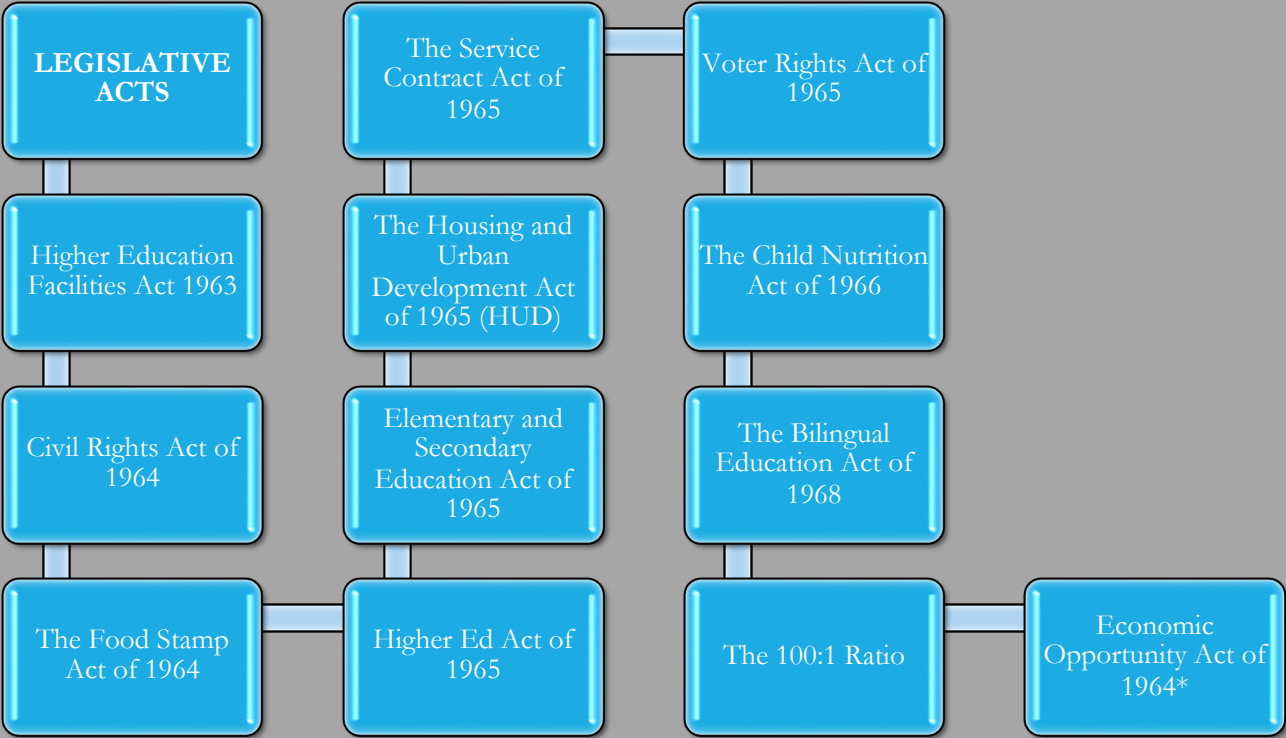 LEGISLATIVE
ACTS
Higher Education
Facilities Act 1963
Civil Rights Act of
1964
The Food Stamp
Act of 1964
Higher Ed Act of
1965
Elementary and
Secondary
Education Act of
1965
The Housing and
Urban
Development Act
of 1965 (HUD)
The Service
Contract Act of
1965
Voter Rights Act of
1965
The Child Nutrition
Act of 1966
The Bilingual
Education Act of
1968
The 100:1 Ratio
Economic
Opportunity Act of
1964*